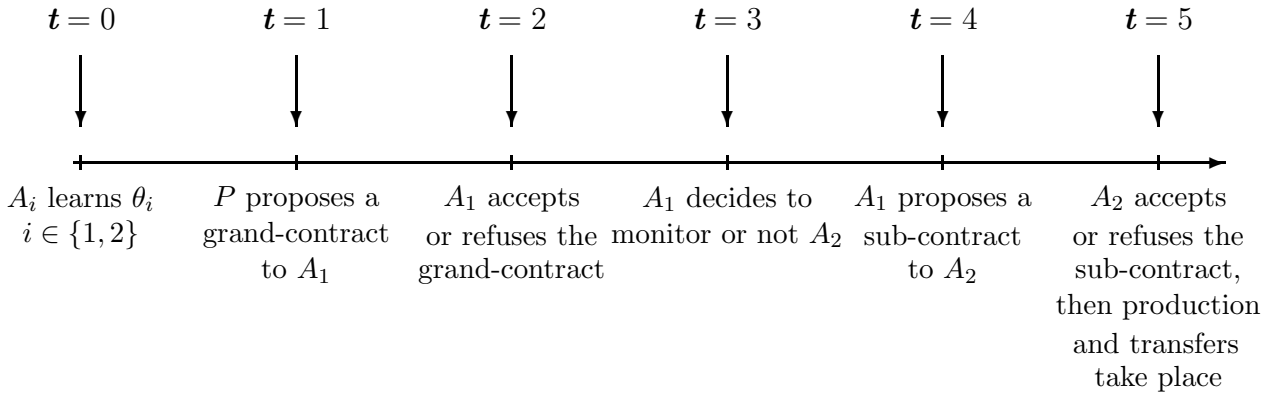 t = 0
t = 1
t = 2
t = 3
t = 4
t = 5
A_i learns θ_i
i ∈ {1, 2}
P proposes a
grand-contract
to A_1
A_1 accepts
or refuses the
grand-contract
A_1 decides to
monitor or not A_2
A_1 proposes a
sub-contract
to A_2
A_2 accepts
or refuses the
sub-contract,
then production
and transfers
take place